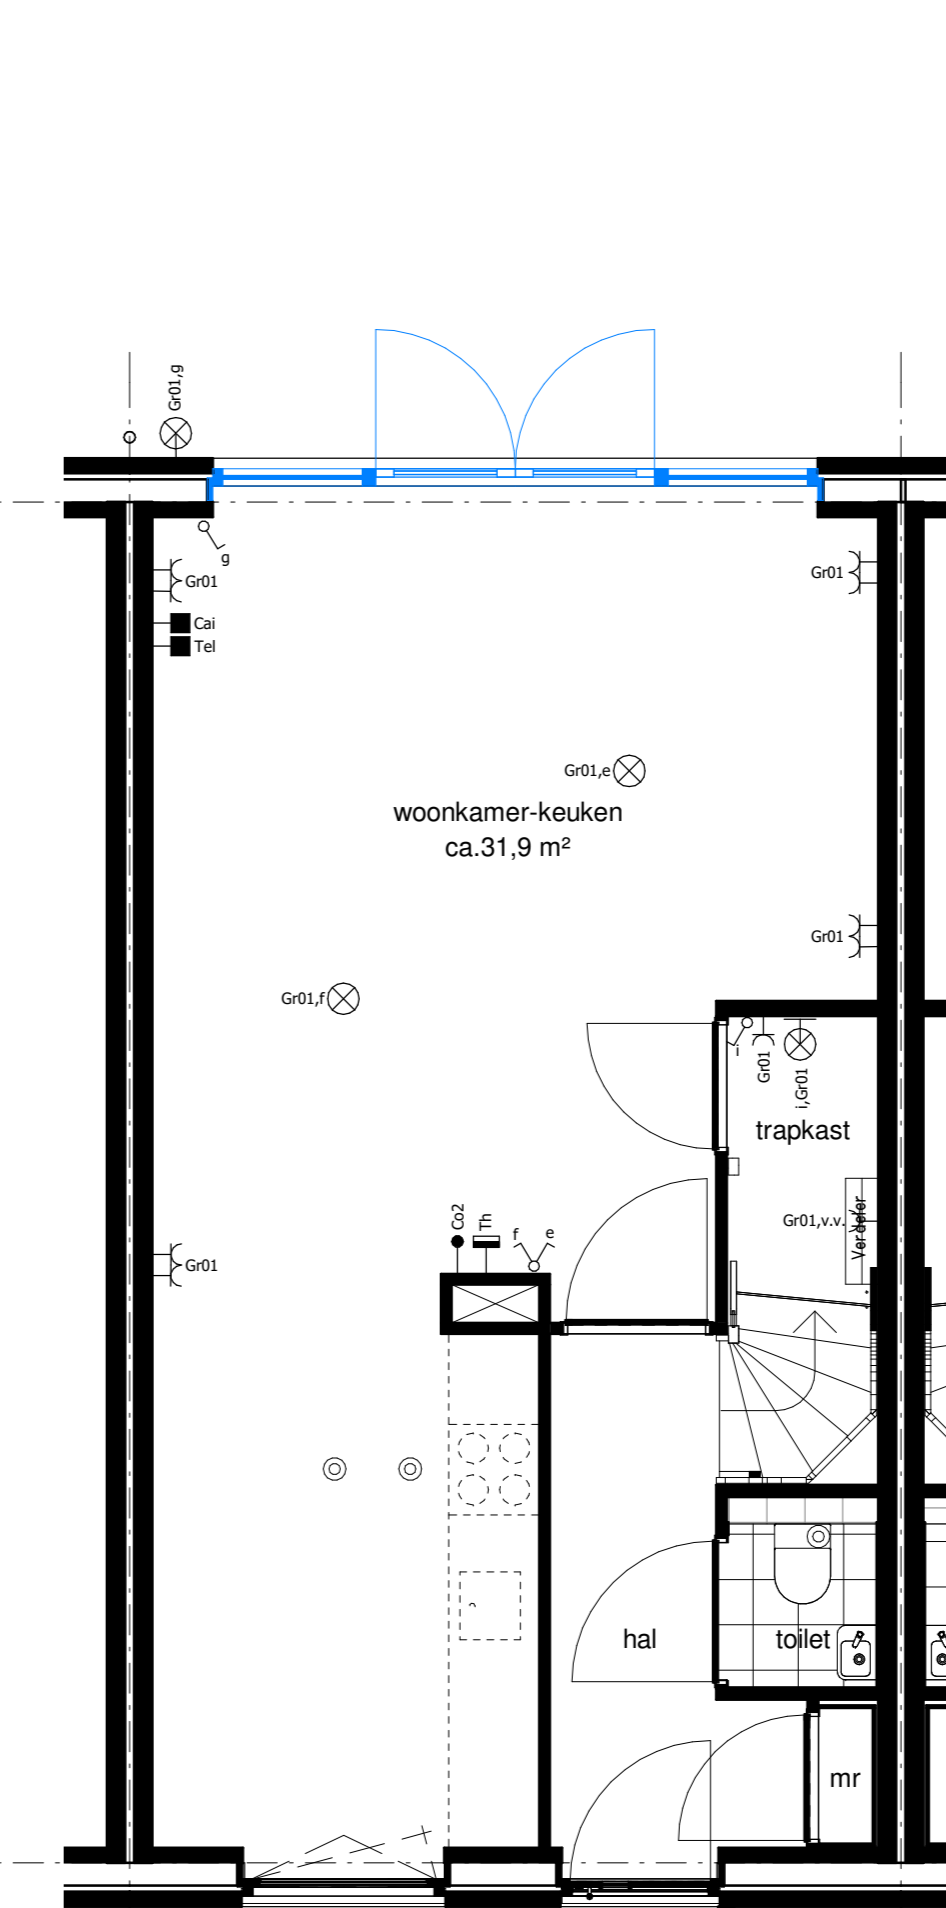 Gr01,g
g
Gr01
Cai
Tel
Gr01
Gr01,e
woonkamer-keuken
ca.31,9 m²
Gr01
Gr01,f
i
Gr01
i,Gr01
trapkast
Gr01,v.v.
Verdeler
Co2
Th
f
e
Gr01
hal
toilet
mr